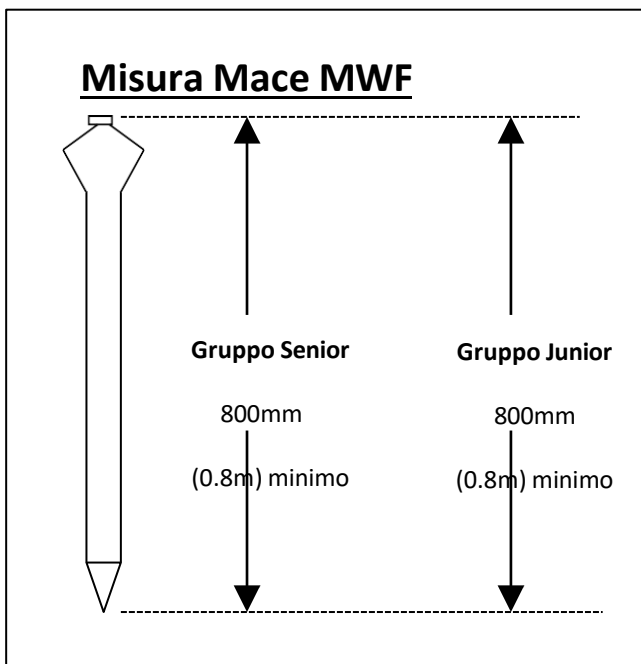 Misura Mace MWF
Gruppo Senior
Gruppo Junior
800mm
800mm
(0.8m) minimo
(0.8m) minimo